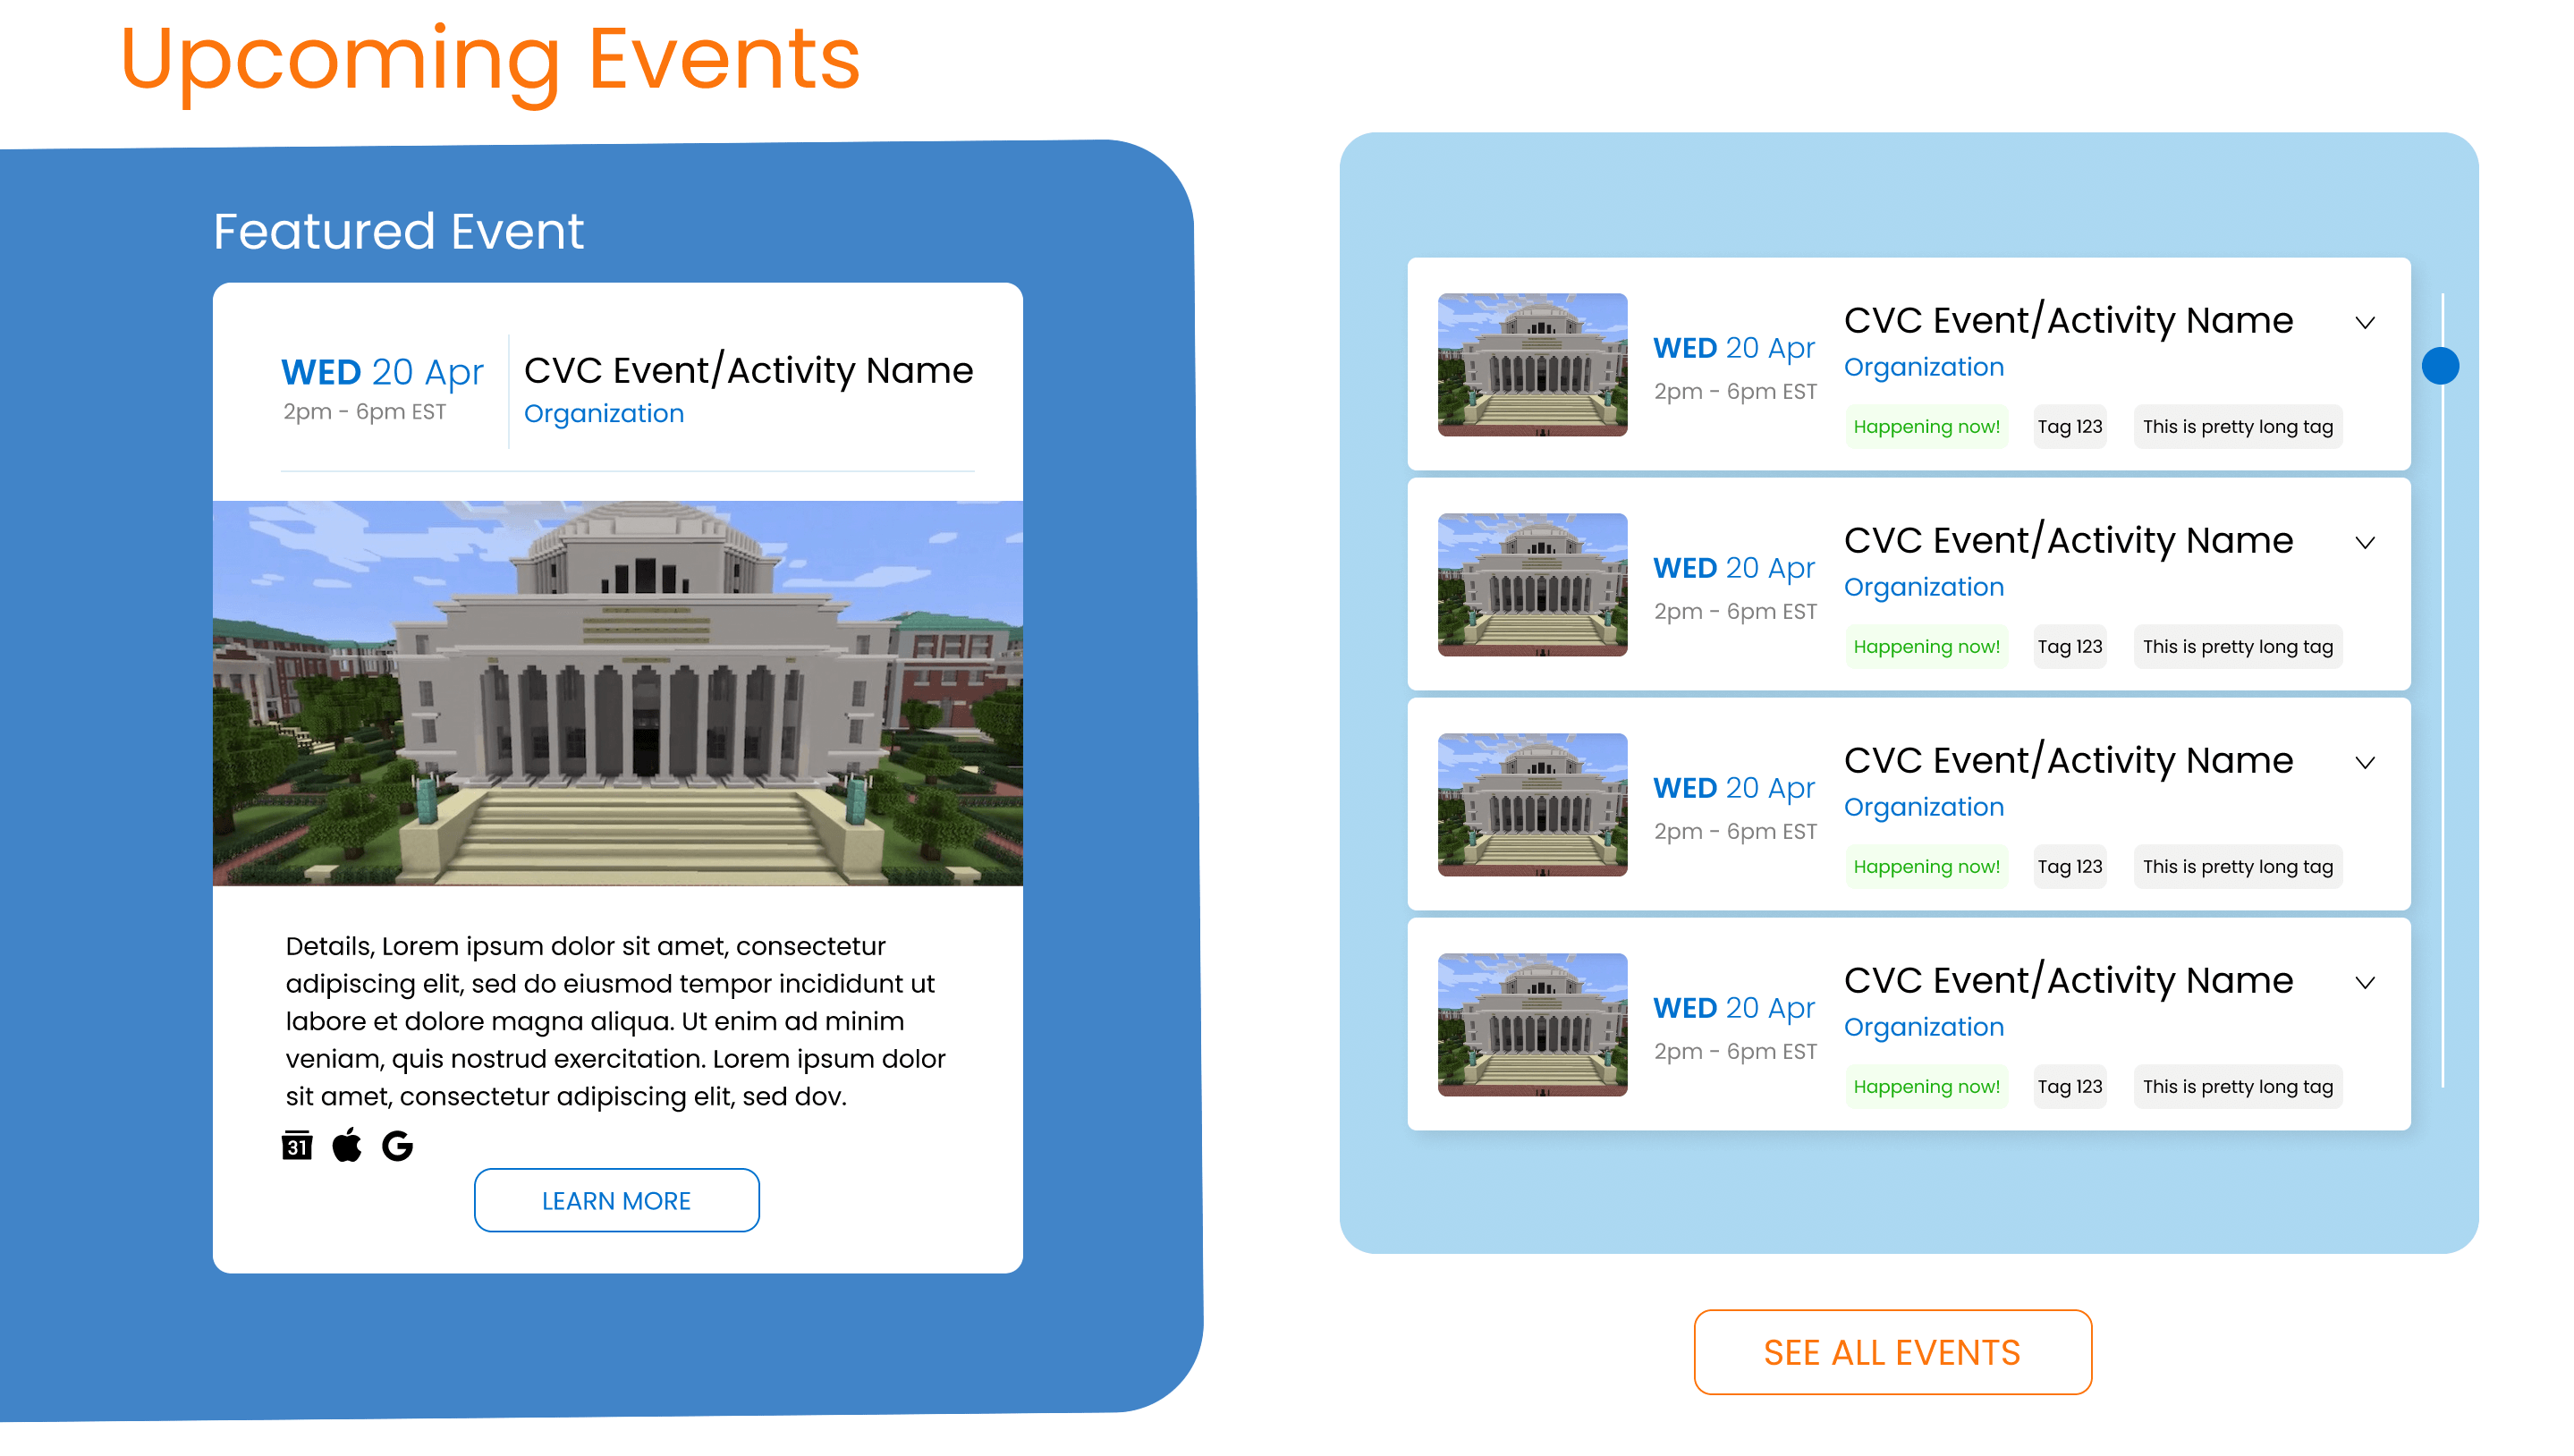 Upcoming Events
Featured Event
WED 20 Apr
2pm - 6pm EST
CVC Event/Activity Name
Organization
Details, Lorem ipsum dolor sit amet, consectetur
adipiscing elit, sed do eiusmod tempor incididunt ut
labore et dolore magna aliqua. Ut enim ad minim
veniam, quis nostrud exercitation. Lorem ipsum dolor
sit amet, consectetur adipiscing elit, sed dov.
31
G
LEARN MORE
WED 20 Apr
2pm - 6pm EST
CVC Event/Activity Name
Organization
Happening now! Tag 123 This is pretty long tag
WED 20 Apr
2pm - 6pm EST
CVC Event/Activity Name
Organization
Happening now! Tag 123 This is pretty long tag
WED 20 Apr
2pm - 6pm EST
CVC Event/Activity Name
Organization
Happening now! Tag 123 This is pretty long tag
WED 20 Apr
2pm - 6pm EST
CVC Event/Activity Name
Organization
Happening now! Tag 123 This is pretty long tag
SEE ALL EVENTS